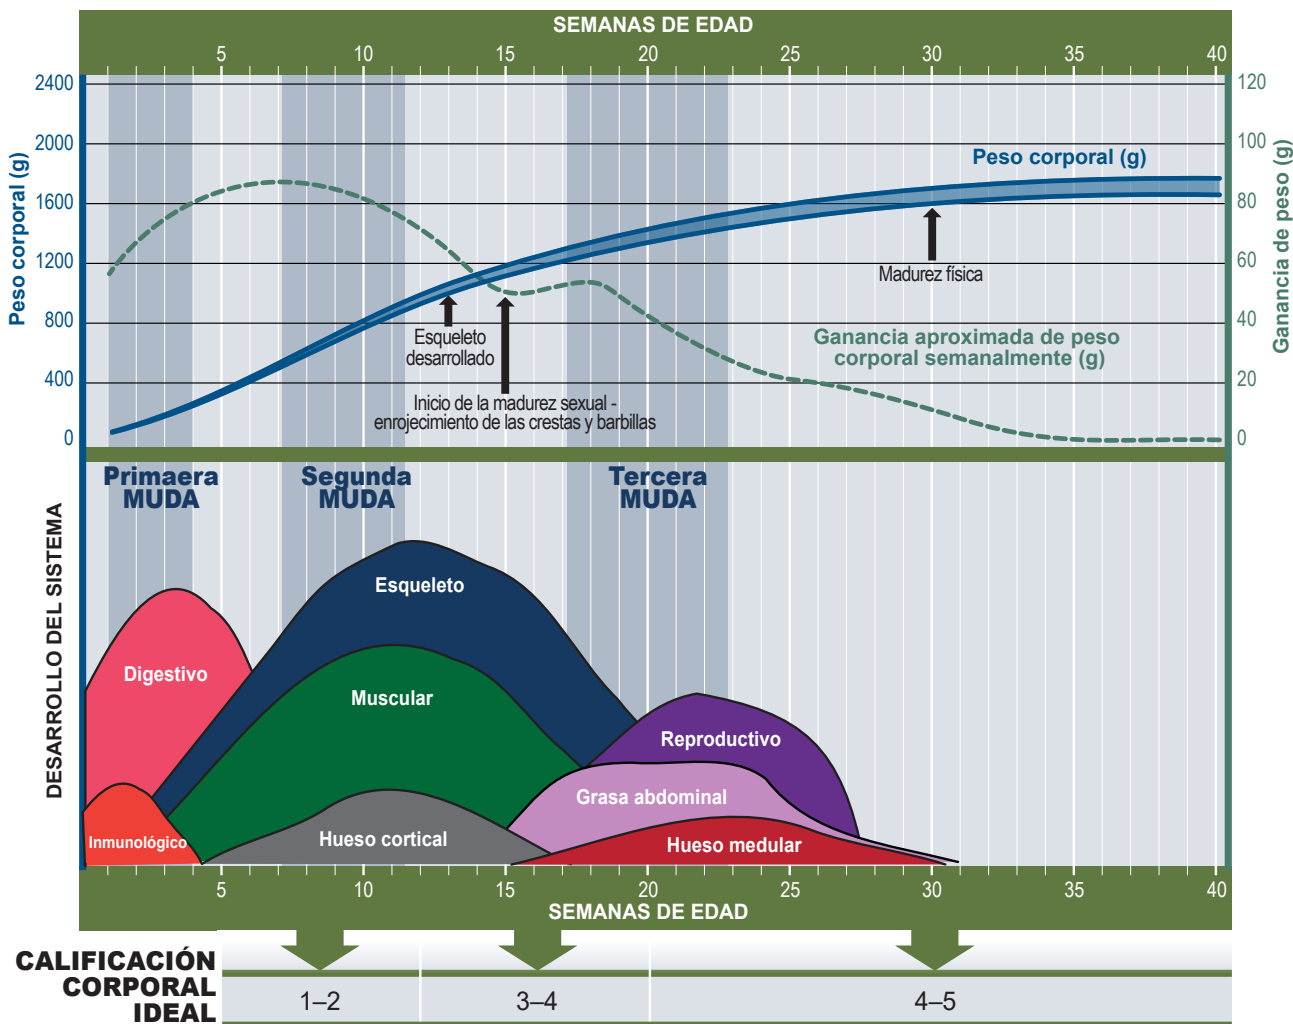 SEMANAS DE EDAD
5 10 15 20 25 30 35 40
2400
2000
1600
1200
800
400
0
Peso corporal (g)
120
100
80
60
40
20
0
Ganancia de peso (g)
Peso corporal (g)
Madurez física
Esqueleto
desarrollado
Ganancia aproximada de peso
corporal semanalmente (g)
Inicio de la madurez sexual -
enrojecimiento de las crestas y barbillas
Primaera
MUDA
Segunda
MUDA
Tercera
MUDA
DESARROLLO DEL SISTEMA
Esqueleto
Digestivo
Muscular
Reproductivo
Grasa abdominal
Inmunológico
Hueso cortical
Hueso medular
5 10 15 20 25 30 35 40
SEMANAS DE EDAD
CALIFICACIÓN
CORPORAL
IDEAL
1–2
3–4
4–5